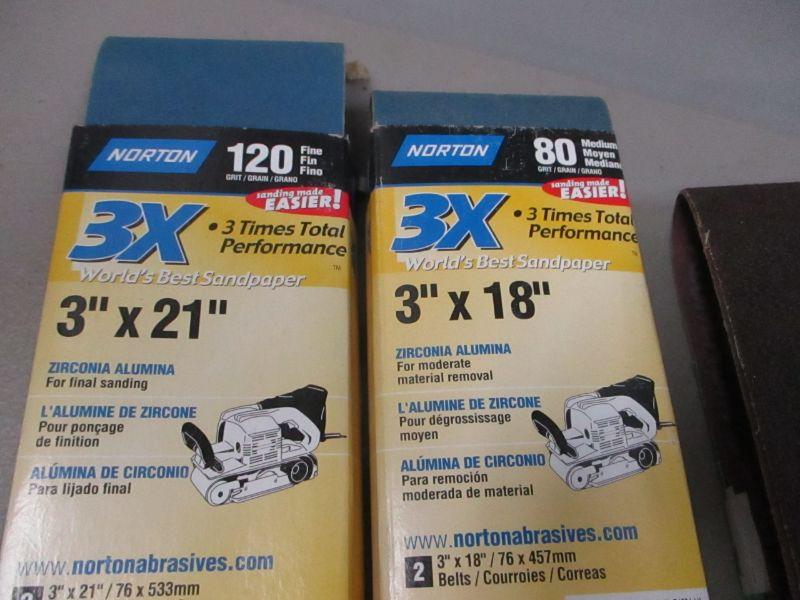 NORTON
120
Fine
Fin
Fino
GRIT / GRAIN / GRANO
sanding made
EASIER!
3X
• 3 Times Total
Performance
TM
World's Best Sandpaper
3" x 21"
ZIRCONIA ALUMINA
For final sanding
L'ALUMINE DE ZIRCONE
Pour ponçage
de finition
ALÚMINA DE CIRCONIO
Para lijado final
www.nortonabrasives.com
3" x 21" / 76 x 533mm
NORTON
80
Medium
Moyen
Median
GRIT / GRAIN / GRANO
sanding made
EASIER!
3X
• 3 Times Total
Performance
World's Best Sandpaper
3" x 18"
ZIRCONIA ALUMINA
For moderate
material removal
L'ALUMINE DE ZIRCONE
Pour dégrossissage
moyen
ALÚMINA DE CIRCONIO
Para remoción
moderada de material
www.nortonabrasives.com
2 3" x 18" / 76 x 457mm
Belts / Courroies / Correas